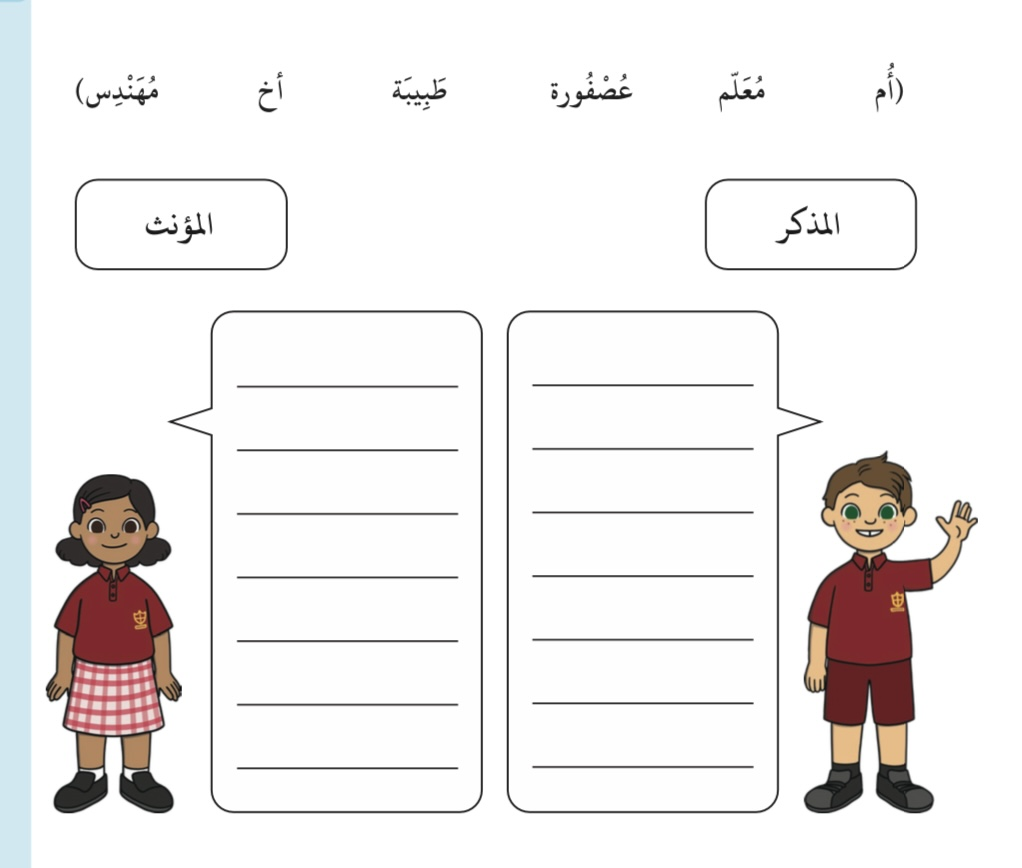 (أُم مُعَلّم عُصْفُورة طَبِيبَة أخ مُهَنْدِس)
المذكر المؤنث